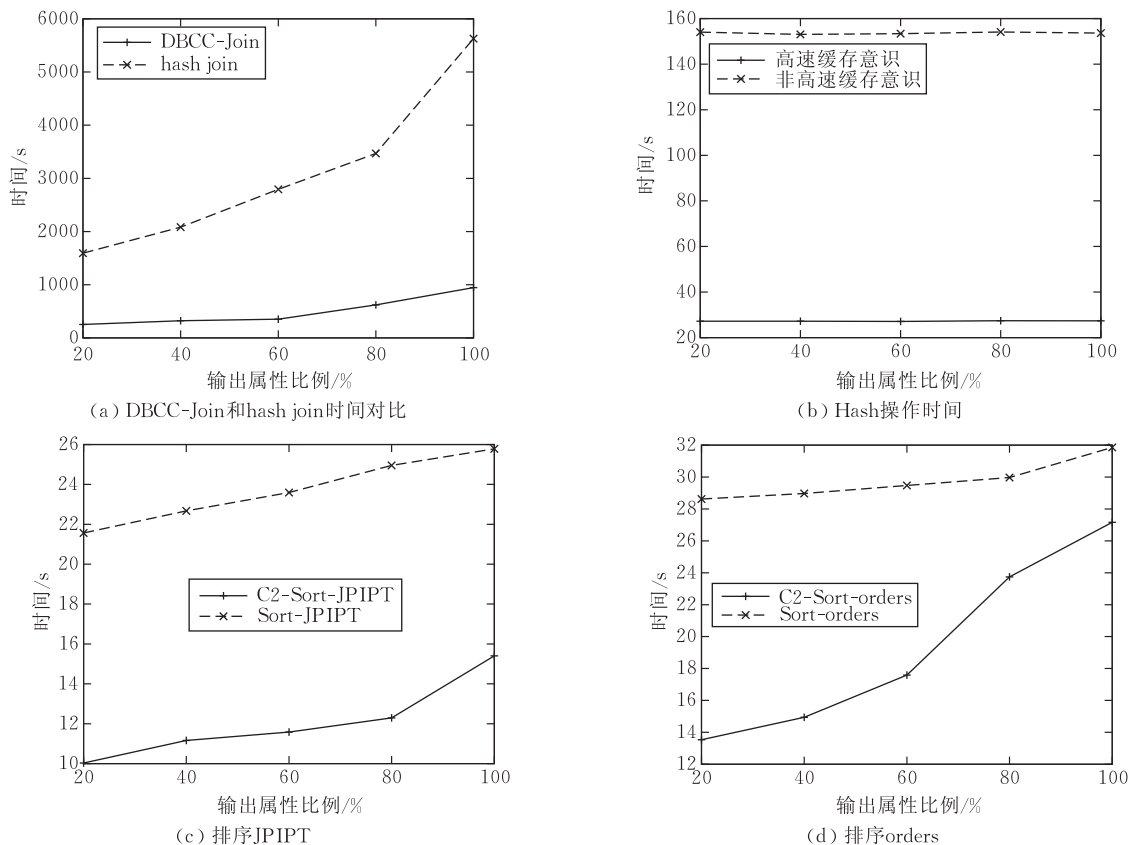 6000
5000
4000
3000
2000
1000
0
时间/s
DBCC-Join
hash join
20 40 60 80 100
输出属性比例/%
(a) DBCC-Join和hash join时间对比
160
140
120
100
80
60
40
20
时间/s
高速缓存意识
非高速缓存意识
20 40 60 80 100
输出属性比例/%
(b) Hash操作时间
26
24
22
20
18
16
14
12
10
时间/s
C2-Sort-JPIPT
Sort-JPIPT
20 40 60 80 100
输出属性比例/%
(c) 排序JPIPT
32
30
28
26
24
22
20
18
16
14
12
时间/s
C2-Sort-orders
Sort-orders
20 40 60 80 100
输出属性比例/%
(d) 排序orders